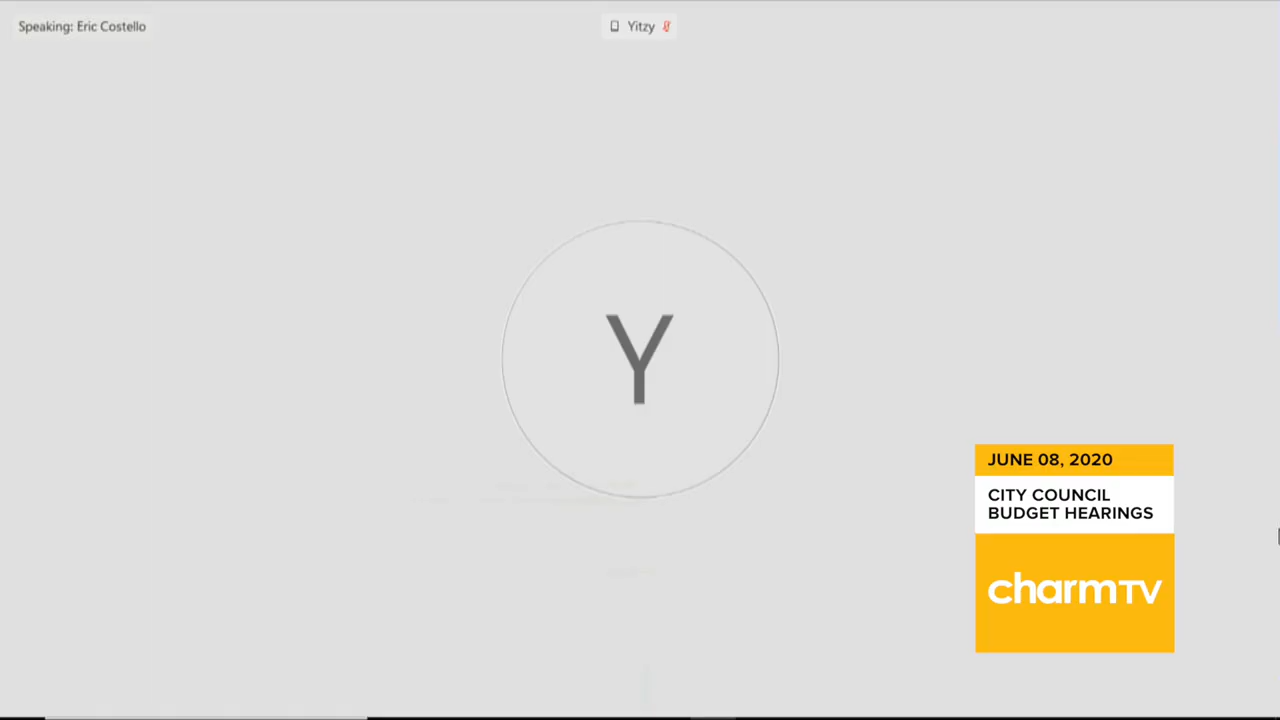 Speaking: Eric Costello
Yitzy
Y
JUNE 08, 2020
CITY COUNCIL
BUDGET HEARINGS
charmTV